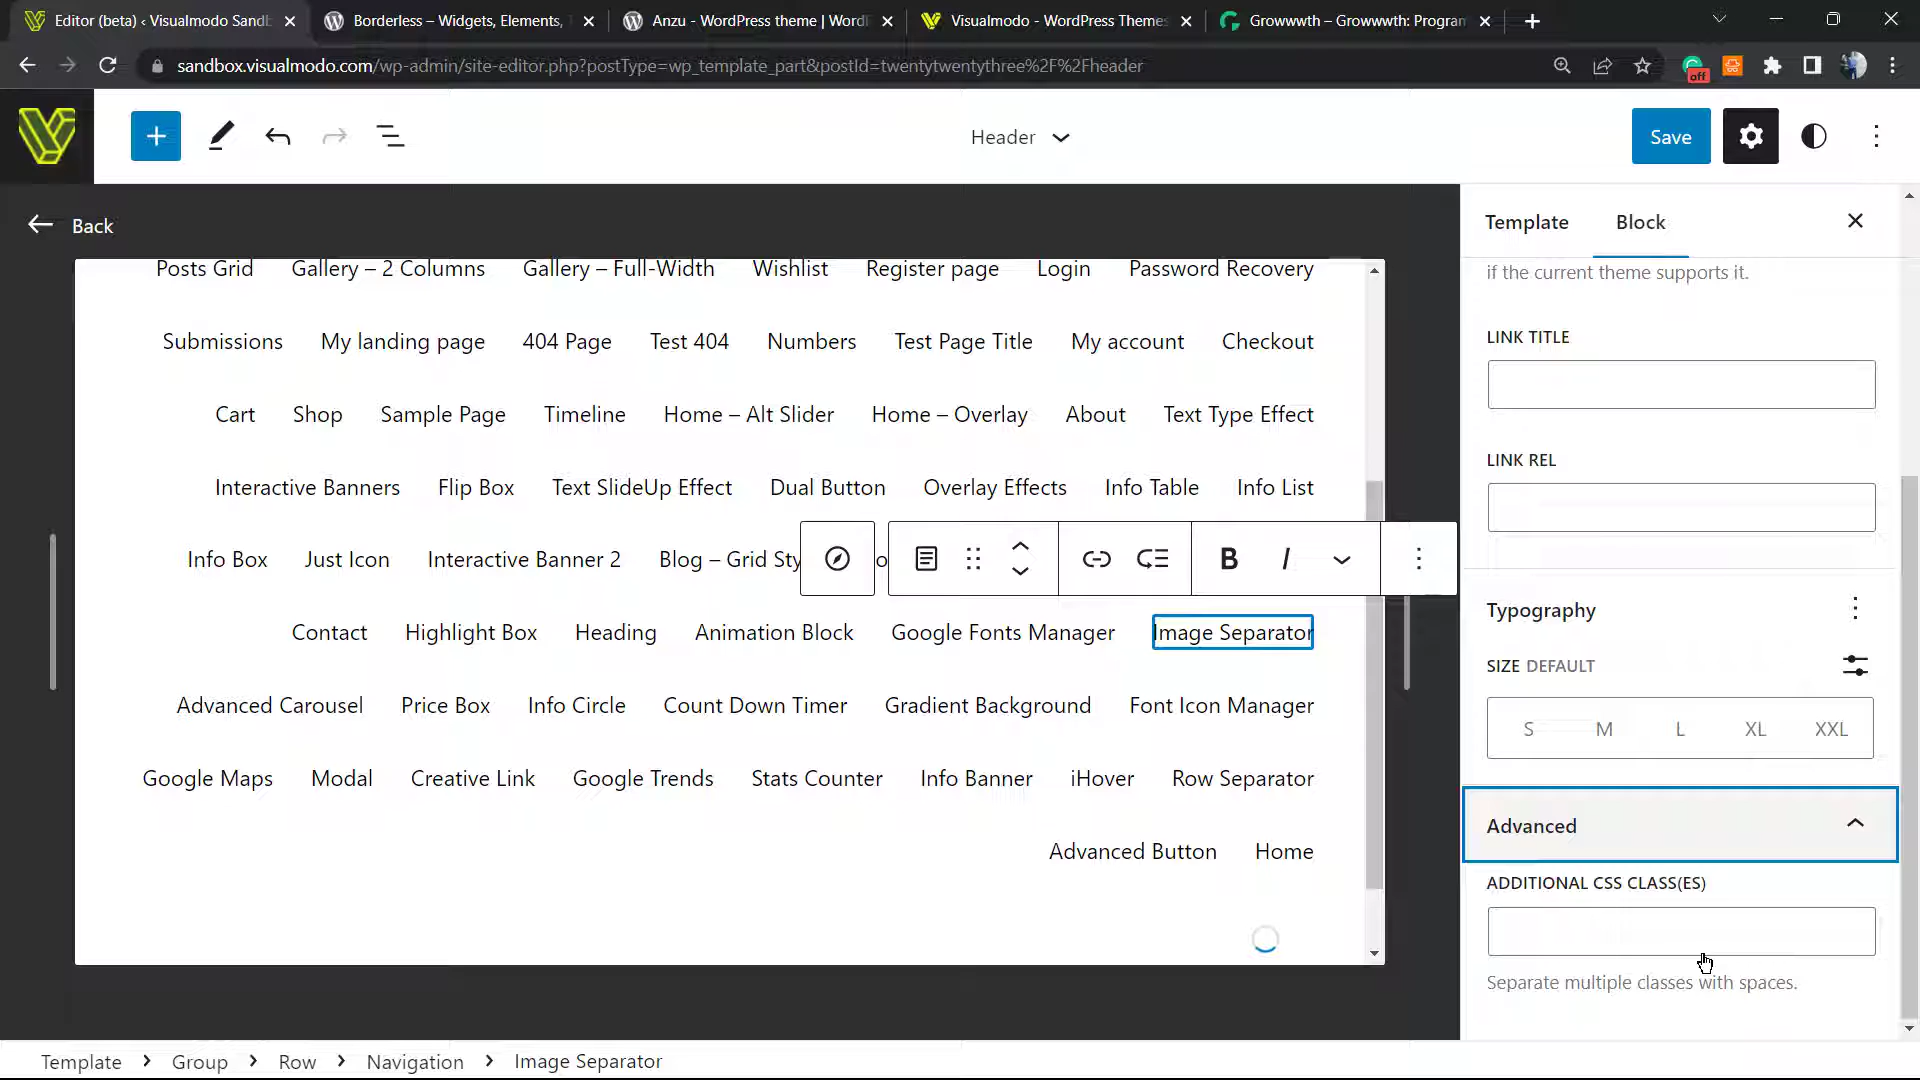 Editor (beta) ‹ Visualmodo Sandb
Borderless – Widgets, Elements,
Anzu - WordPress theme | Word
Visualmodo - WordPress Themes
Growwwth – Growwwth: Program
sandbox.visualmodo.com/wp-admin/site-editor.php?postType=wp_template_part&postId=twentytwentythree%2F%2Fheader
off
Header
Save
Back
Template Block
if the current theme supports it.
Posts Grid Gallery – 2 Columns Gallery – Full-Width Wishlist Register page Login Password Recovery
Submissions My landing page 404 Page Test 404 Numbers Test Page Title My account Checkout
Cart Shop Sample Page Timeline Home – Alt Slider Home – Overlay About Text Type Effect
Interactive Banners Flip Box Text SlideUp Effect Dual Button Overlay Effects Info Table Info List
Info Box Just Icon Interactive Banner 2 Blog – Grid Sty
B I
Contact Highlight Box Heading Animation Block Google Fonts Manager Image Separator
Advanced Carousel Price Box Info Circle Count Down Timer Gradient Background Font Icon Manager
Google Maps Modal Creative Link Google Trends Stats Counter Info Banner iHover Row Separator
Advanced Button Home
LINK TITLE
LINK REL
Typography
SIZE DEFAULT
S M L XL XXL
Advanced
ADDITIONAL CSS CLASS(ES)
Separate multiple classes with spaces.
Template > Group > Row > Navigation > Image Separator